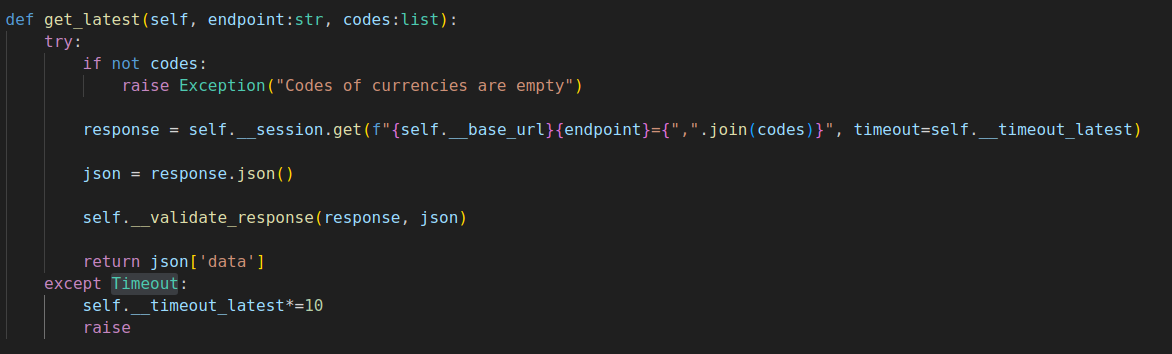 def get_latest(self, endpoint:str, codes:list):
    try:
        if not codes:
            raise Exception("Codes of currencies are empty")
        response = self.__session.get(f"{self.__base_url}{endpoint}={",".join(codes)}", timeout=self.__timeout_latest)
        json = response.json()
        self.__validate_response(response, json)
        return json['data']
    except Timeout:
        self.__timeout_latest*=10
        raise